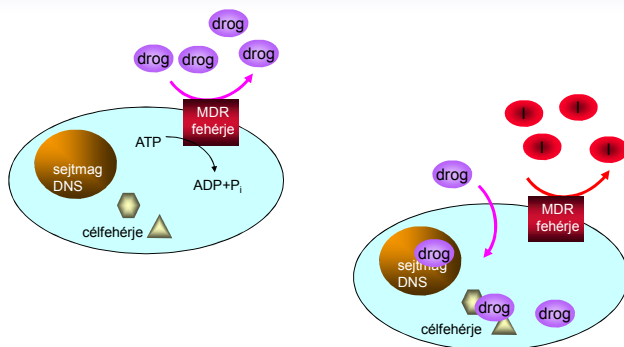 drog
drog
drog
drog
MDR
fehérje
ATP
ADP+Pi
sejtmag
DNS
célfehérje
I
I
I
I
drog
MDR
fehérje
drog
sejtmag
DNS
drog
drog
célfehérje